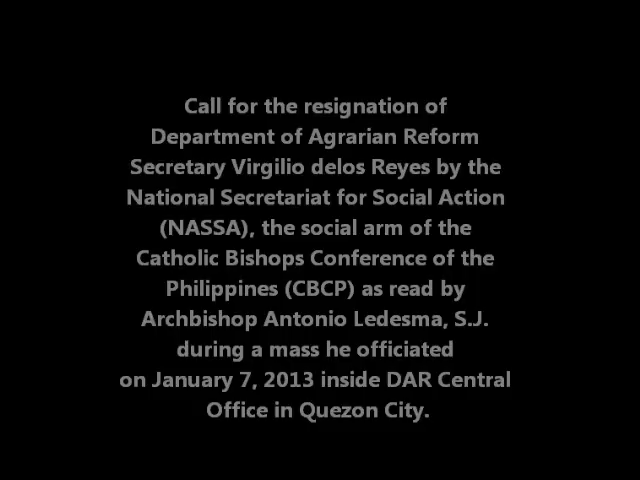 Call for the resignation of
Department of Agrarian Reform
Secretary Virgilio delos Reyes by the
National Secretariat for Social Action
(NASSA), the social arm of the
Catholic Bishops Conference of the
Philippines (CBCP) as read by
Archbishop Antonio Ledesma, S.J.
during a mass he officiated
on January 7, 2013 inside DAR Central
Office in Quezon City.